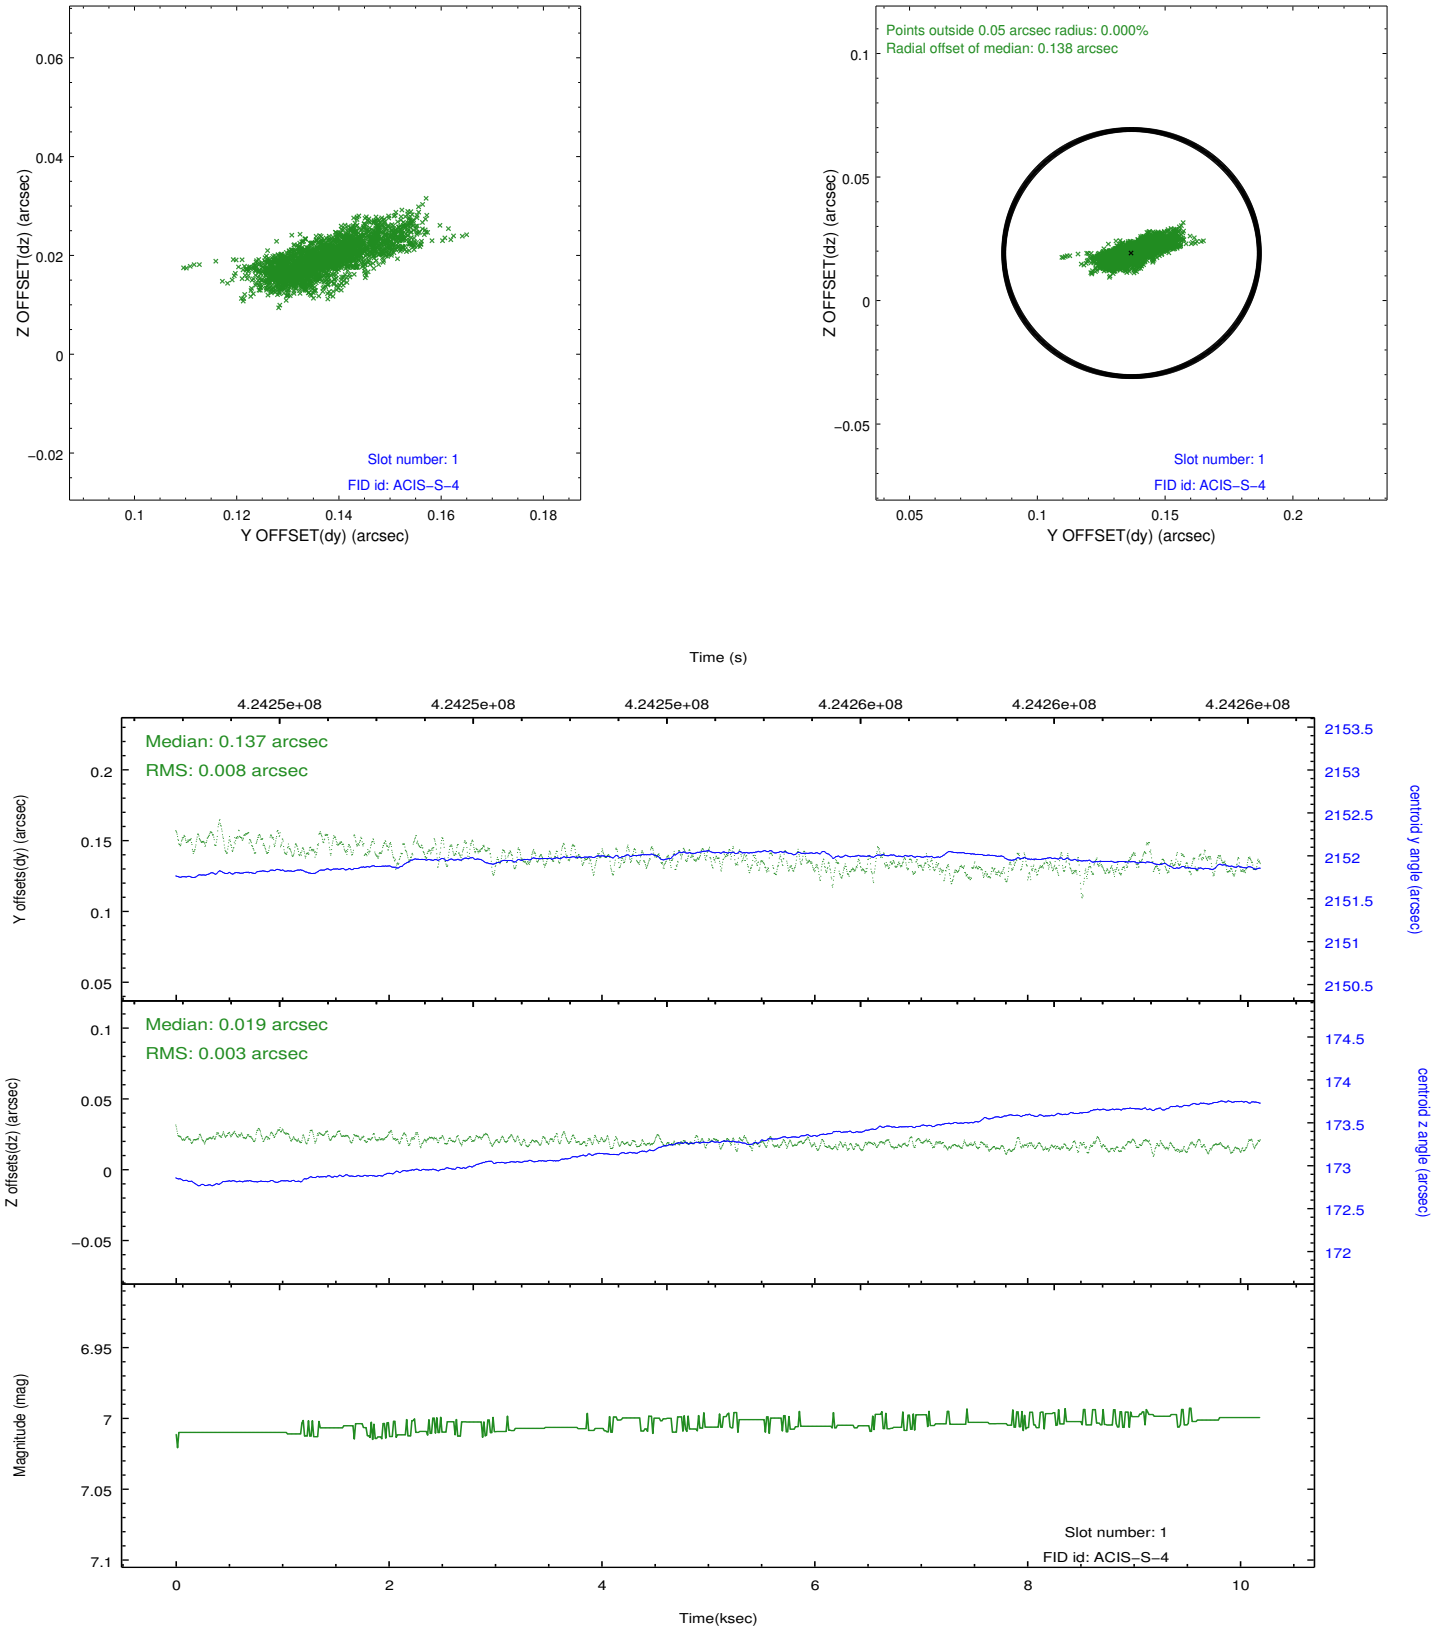 0.06
0.04
0.02
0
−0.02
Z OFFSET(dz) (arcsec)
Slot number: 1
FID id: ACIS−S−4
0.1
0.12
0.14
0.16
0.18
Y OFFSET(dy) (arcsec)
Points outside 0.05 arcsec radius: 0.000%
Radial offset of median: 0.138 arcsec
0.1
0.05
0
−0.05
Z OFFSET(dz) (arcsec)
Slot number: 1
FID id: ACIS−S−4
0.05
0.1
0.15
0.2
Y OFFSET(dy) (arcsec)
Time (s)
4.2425e+08
4.2425e+08
4.2425e+08
4.2426e+08
4.2426e+08
4.2426e+08
Median: 0.137 arcsec
RMS: 0.008 arcsec
0.2
0.15
0.1
0.05
Y offsets(dy) (arcsec)
2153.5
2153
2152.5
2152
2151.5
2151
2150.5
centroid y angle (arcsec)
Median: 0.019 arcsec
RMS: 0.003 arcsec
0.1
0.05
0
−0.05
Z offsets(dz) (arcsec)
174.5
174
173.5
173
172.5
172
centroid z angle (arcsec)
6.95
7
7.05
7.1
Magnitude (mag)
Slot number: 1
FID id: ACIS−S−4
0
2
4
6
8
10
Time(ksec)